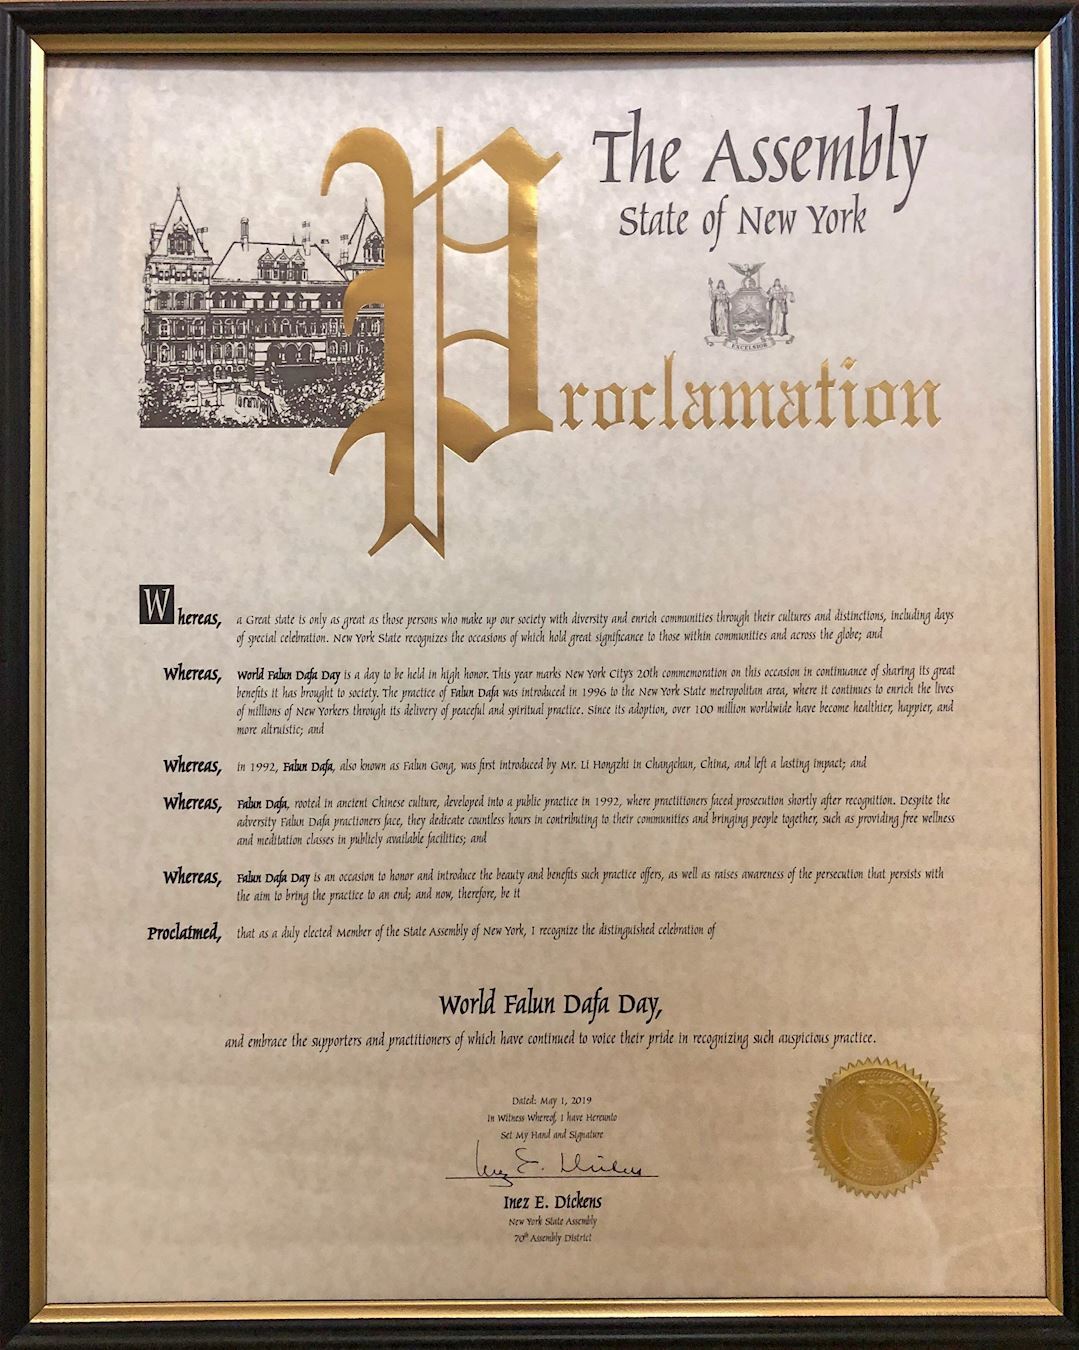 The Assembly
State of New York
EXCELSIOR
Proclamation
Whereas, a Great state is only as great as those persons who make up our society with diversity and enrich communities through their cultures and distinctions, including days
of special celebration. New York State recognizes the occasions of which hold great significance to those within communities and across the globe; and
Whereas, World Falun Dafa Day is a day to be held in high honor. This year marks New York City's 20th commemoration on this occasion in continuance of sharing its great
benefits it has brought to society. The practice of Falun Dafa was introduced in 1996 to the New York State metropolitan area, where it continues to enrich the lives
of millions of New Yorkers through its delivery of peaceful and spiritual practice. Since its adoption, over 100 million worldwide have become healthier, happier, and
more altruistic; and
Whereas, in 1992, Falun Dafa, also known as Falun Gong, was first introduced by Mr. Li Hongzhi in Changchun, China, and left a lasting impact; and
Whereas, Falun Dafa, rooted in ancient Chinese culture, developed into a public practice in 1992, where practitioners faced prosecution shortly after recognition. Despite the
adversity Falun Dafa practioners face, they dedicate countless hours in contributing to their communities and bringing people together, such as providing free wellness
and meditation classes in publicly available facilities; and
Whereas, Falun Dafa Day is an occasion to honor and introduce the beauty and benefits such practice offers, as well as raises awareness of the persecution that persists with
the aim to bring the practice to an end; and now, therefore, be it
Proclaimed, that as a duly elected Member of the State Assembly of New York, I recognize the distinguished celebration of
World Falun Dafa Day,
and embrace the supporters and practitioners of which have continued to voice their pride in recognizing such auspicious practice.
Dated: May 1, 2019
In Witness Whereof, I have Hereunto
Set My Hand and Signature
Inez E. Dickens
Inez E. Dickens
New York State Assembly
70th Assembly District